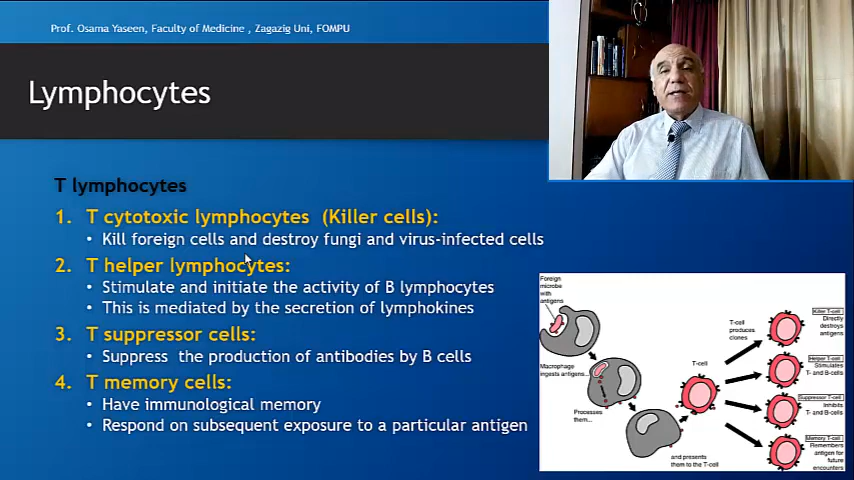 Prof. Osama Yaseen, Faculty of Medicine , Zagazig Uni, FOMPU
Lymphocytes
T lymphocytes
1. T cytotoxic lymphocytes (Killer cells):
• Kill foreign cells and destroy fungi and virus-infected cells
2. T helper lymphocytes:
• Stimulate and initiate the activity of B lymphocytes
• This is mediated by the secretion of lymphokines
3. T suppressor cells:
• Suppress the production of antibodies by B cells
4. T memory cells:
• Have immunological memory
• Respond on subsequent exposure to a particular antigen
Foreign
microbe
with
antigens
Macrophage
ingests antigens...
Processes
them...
and presents
them to the T-cell
T-cell
T-cell
produces
clones
Killer T-cell
Directly
destroys
antigens
Helper T-cell
Stimulates
T- and B-cells
Suppressor T-cell
Inhibits
T- and B-cells
Memory T-cell
Remembers
antigen for
future
encounters